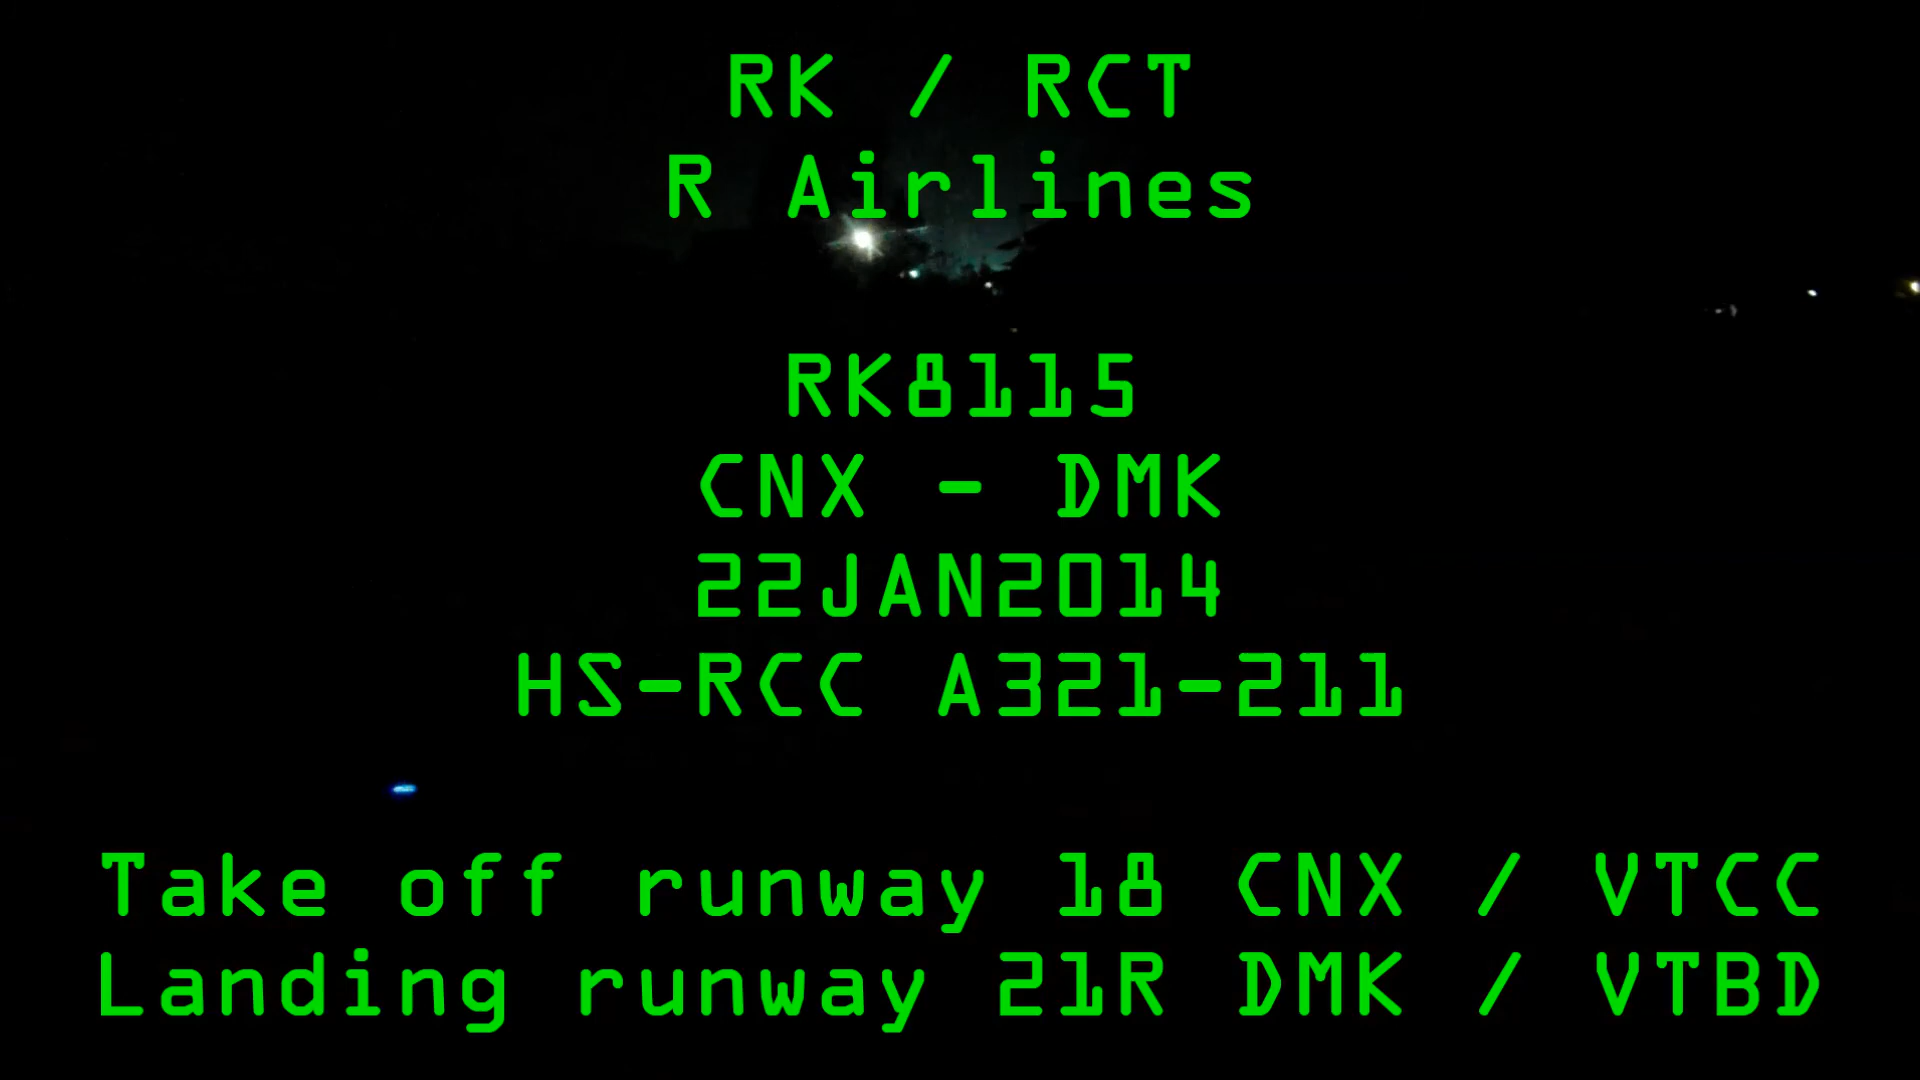 RK / RCT
R Airlines
RK8115
CNX - DMK
22JAN2014
HS-RCC A321-211
Take off runway 18 CNX / VTCC
Landing runway 21R DMK / VTBD